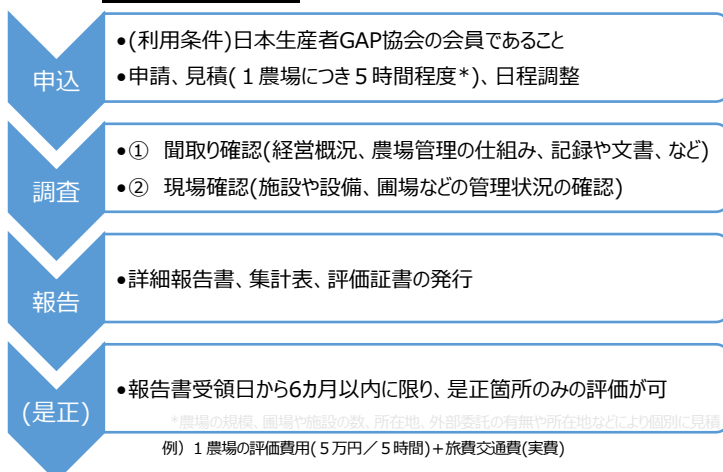 申込
•(利用条件)日本生産者GAP協会の会員であること
•申請、見積(１農場につき５時間程度*)、日程調整
調査
•① 聞取り確認(経営概況、農場管理の仕組み、記録や文書、など)
•② 現場確認(施設や設備、圃場などの管理状況の確認)
報告
•詳細報告書、集計表、評価証書の発行
(是正)
•報告書受領日から6カ月以内に限り、是正箇所のみの評価が可
*農場の規模、圃場や施設の数、所在地、外部委託の有無や所在地などにより個別に見積
例）１農場の評価費用(５万円／５時間)＋旅費交通費(実費)